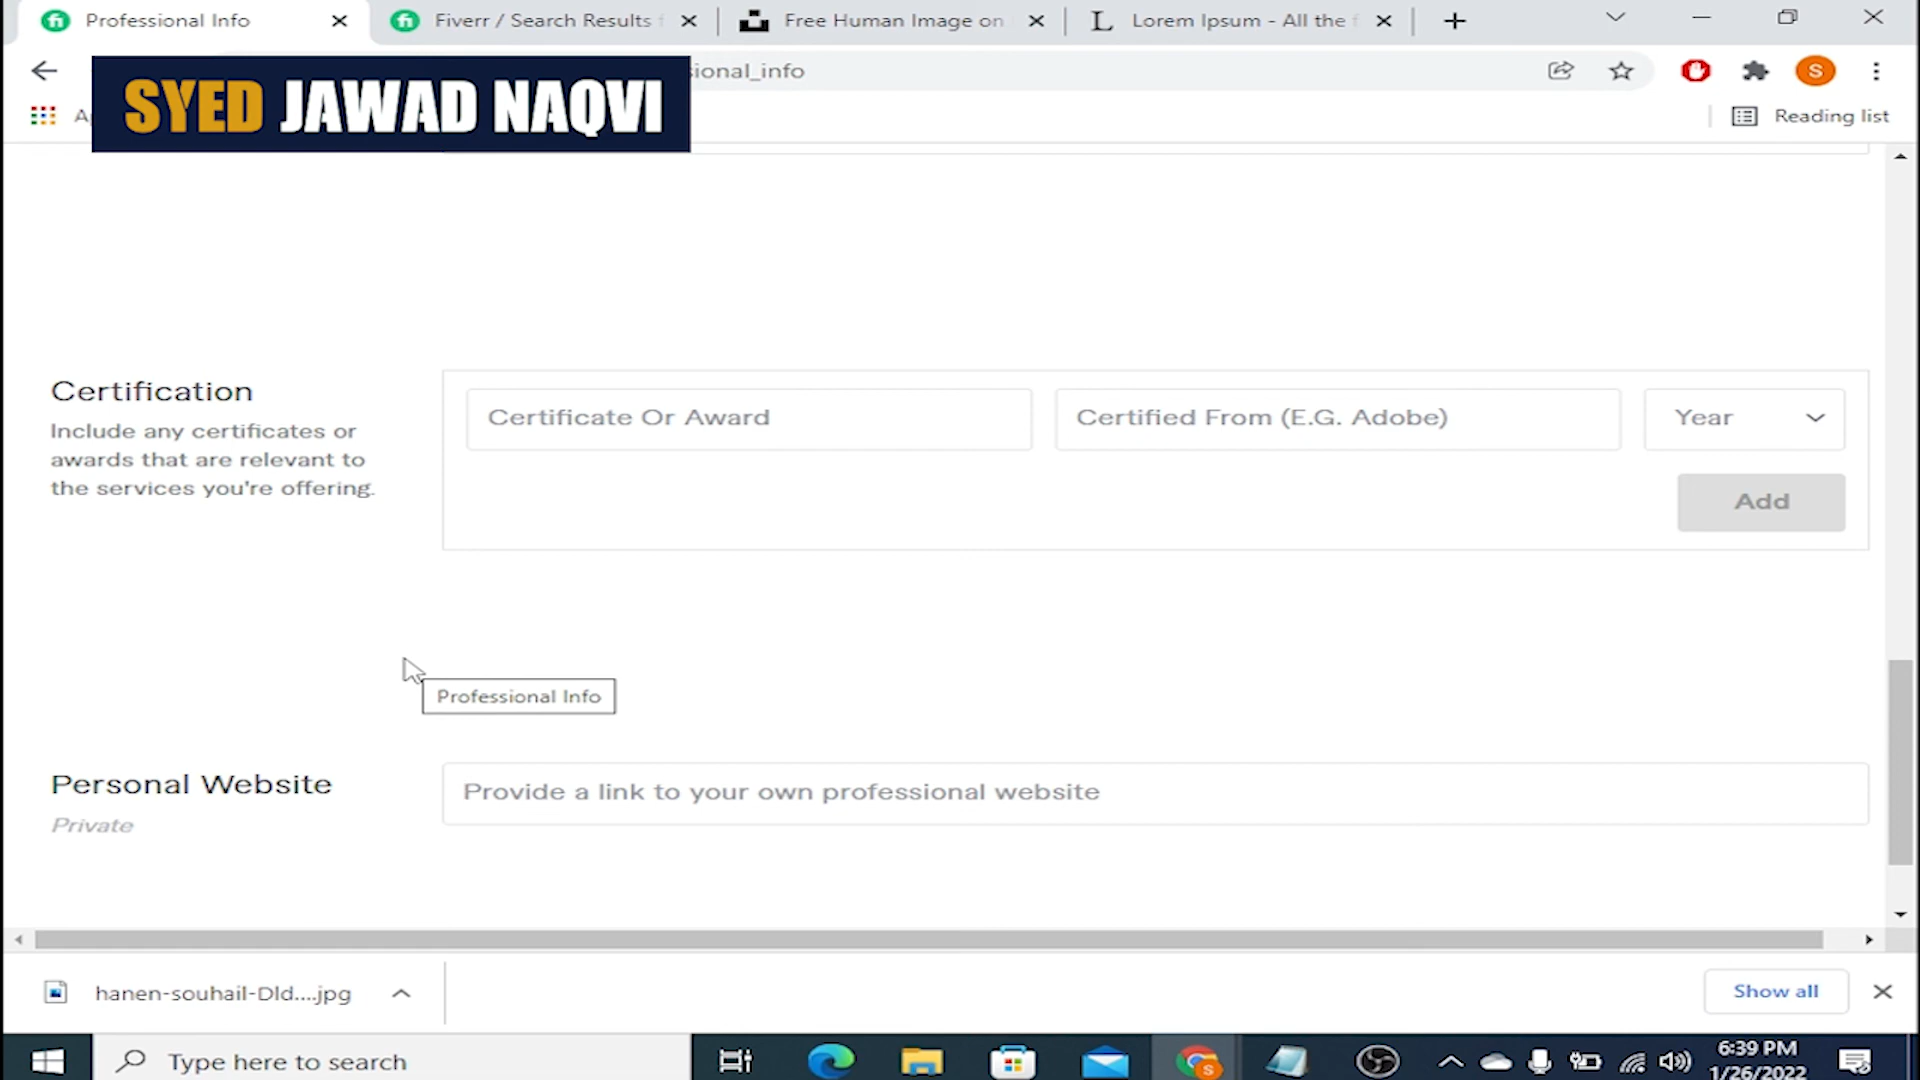 Professional Info
Fiverr / Search Results
Free Human Image on
Lorem Ipsum - All the
SYED JAWAD NAQVI
sional_info
Reading list
Certification
Include any certificates or
awards that are relevant to
the services you're offering.
Certificate Or Award
Certified From (E.G. Adobe)
Year
Add
Professional Info
Personal Website
Private
Provide a link to your own professional website
hanen-souhail-Dld....jpg
Show all
Type here to search
6:39 PM
1/26/2022